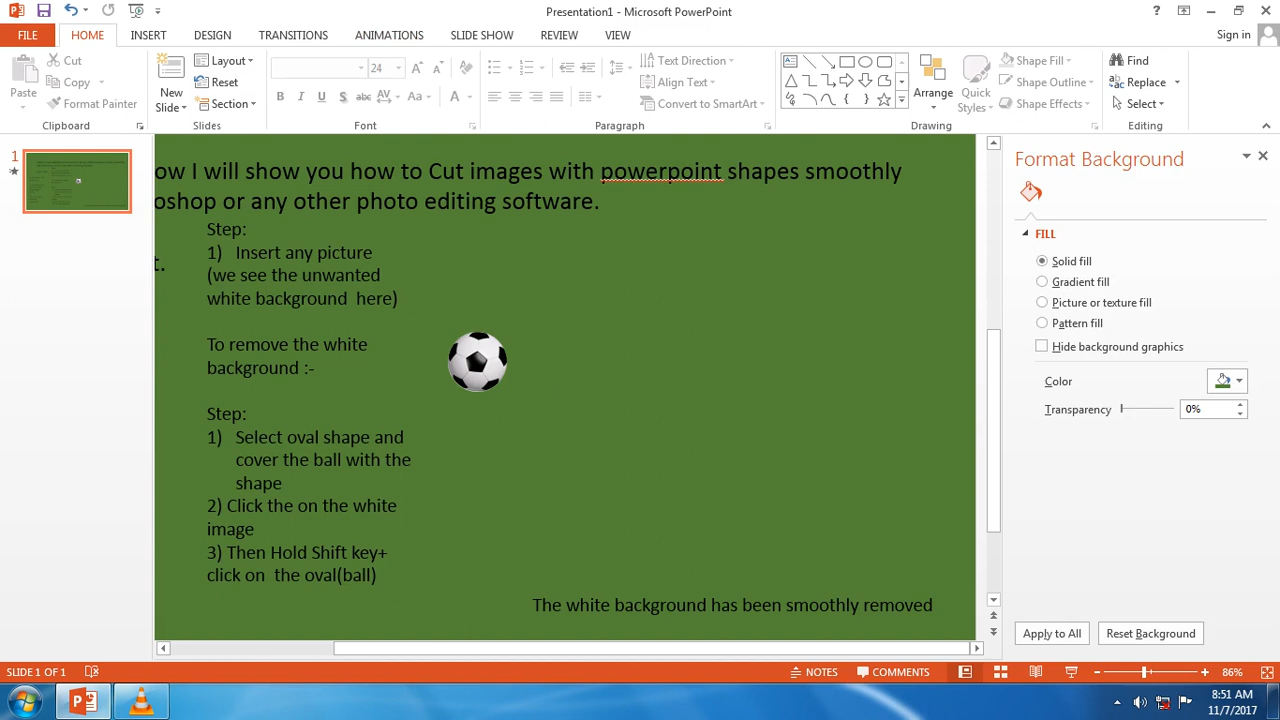 Presentation1 - Microsoft PowerPoint
FILE HOME INSERT DESIGN TRANSITIONS ANIMATIONS SLIDE SHOW REVIEW VIEW Sign in
Paste
Cut
Copy
Format Painter
Clipboard
New Slide
Layout
Reset
Section
Slides
24
B I U S abc AV Aa A
Font
Text Direction
Align Text
Convert to SmartArt
Paragraph
Arrange
Quick Styles
Shape Fill
Shape Outline
Shape Effects
Drawing
Find
Replace
Select
Editing
1
ow I will show you how to Cut images with powerpoint shapes smoothly
oshop or any other photo editing software.
t.
Step:
1) Insert any picture
(we see the unwanted
white background here)
To remove the white
background :-
Step:
1) Select oval shape and
cover the ball with the
shape
2) Click the on the white
image
3) Then Hold Shift key+
click on the oval(ball)
The white background has been smoothly removed
Format Background
FILL
Solid fill
Gradient fill
Picture or texture fill
Pattern fill
Hide background graphics
Color
Transparency 0%
Apply to All Reset Background
SLIDE 1 OF 1 NOTES COMMENTS 86%
8:51 AM
11/7/2017